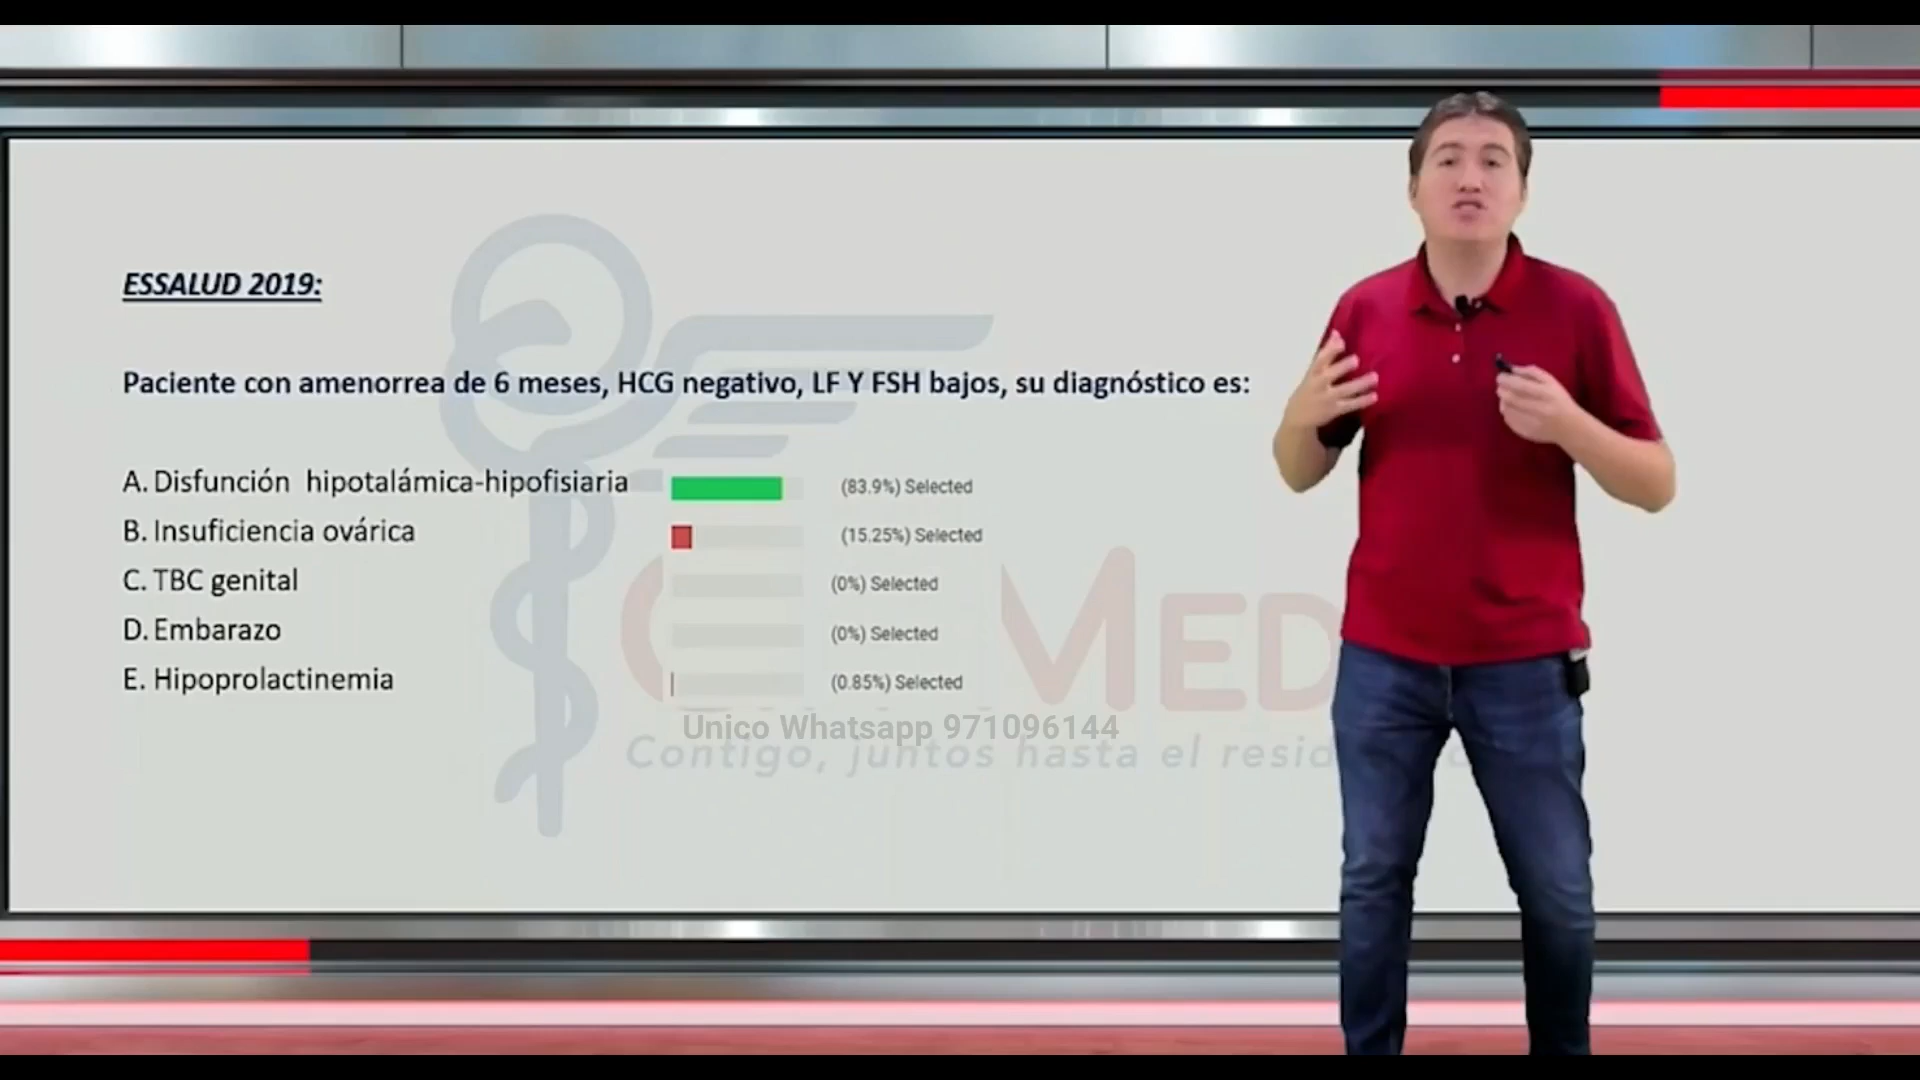 ESSALUD 2019:
Paciente con amenorrea de 6 meses, HCG negativo, LF Y FSH bajos, su diagnóstico es:
A. Disfunción hipotalámica-hipofisiaria (83.9%) Selected
B. Insuficiencia ovárica (15.25%) Selected
C. TBC genital (0%) Selected
D. Embarazo (0%) Selected
E. Hipoprolactinemia (0.85%) Selected
MED
Unico Whatsapp 971096144
Contigo, juntos hasta el resid